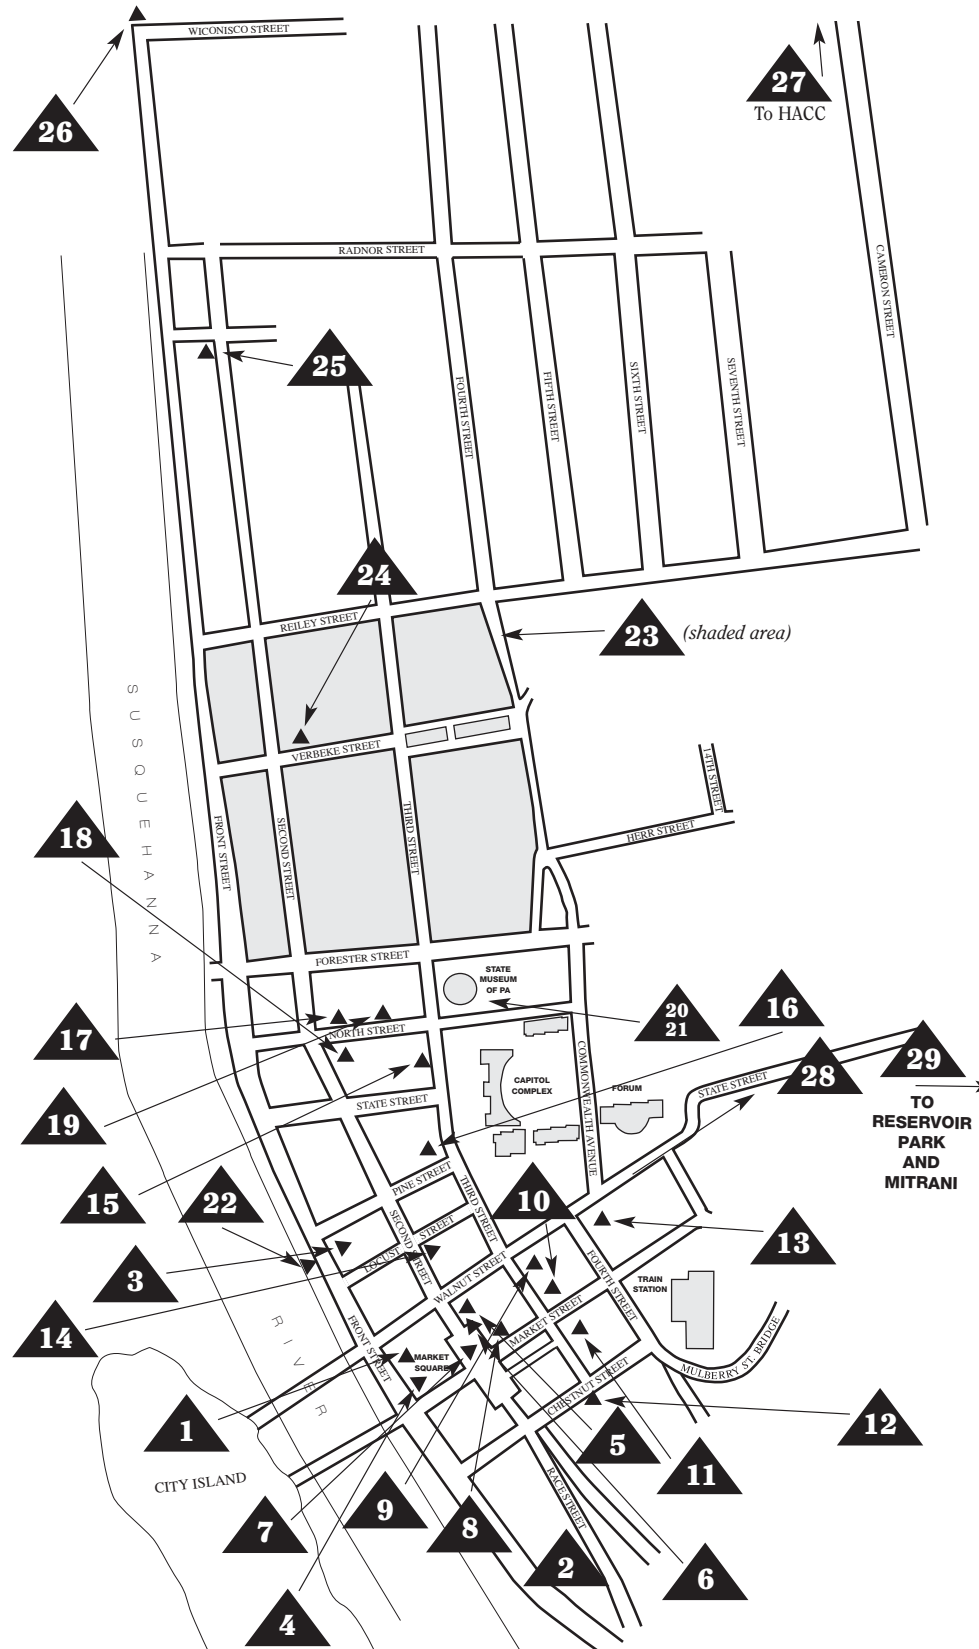 WICONISCO STREET
26
27
To HACC
RADNOR STREET
CAMERON STREET
25
FOURTH STREET
FIFTH STREET
SIXTH STREET
SEVENTH STREET
24
REILEY STREET
23
(shaded area)
SUSQUEHANNA
VERBEKE STREET
14TH STREET
HERR STREET
18
FRONT STREET
SECOND STREET
THIRD STREET
FORESTER STREET
STATE
MUSEUM
OF PA
17
NORTH STREET
20
21
16
COMMONWEALTH AVENUE
CAPITOL
COMPLEX
FORUM
STATE STREET
28
29
TO
RESERVOIR
PARK
AND
MITRANI
19
STATE STREET
15
22
PINE STREET
THIRD STREET
10
13
3
SECOND STREET
LOCUST STREET
WALNUT STREET
FOURTH STREET
TRAIN
STATION
14
RIVER
FRONT STREET
MARKET STREET
MARKET
SQUARE
MULBERRY ST. BRIDGE
CHESTNUT STREET
1
12
5
11
CITY ISLAND
RACE STREET
7
9
8
2
6
4